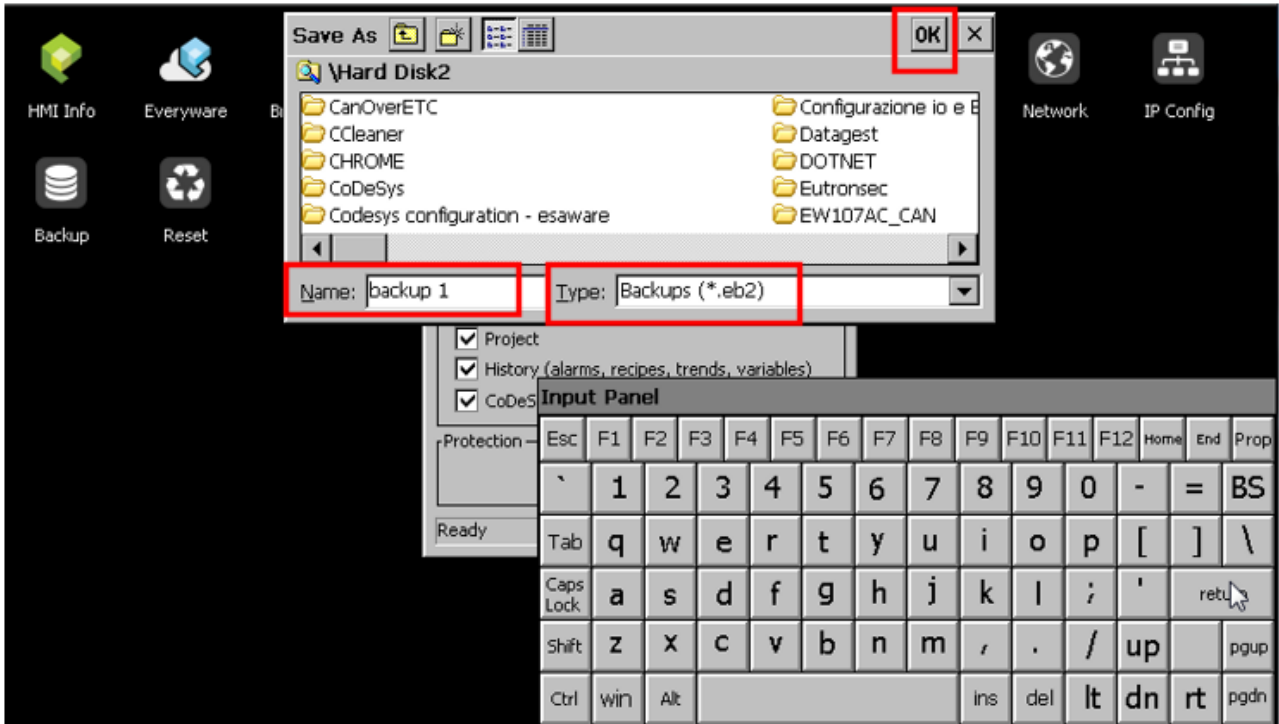 Save As OK ×
\Hard Disk2
HMI Info Everyware Network IP Config
CanOverETC Configurazione io e
CCleaner Datagest
CHROME DOTNET
CoDeSys Eutronsec
Codesys configuration - esaware EW107AC_CAN
Backup Reset
Name: backup 1 Type: Backups (*.eb2)
Project
History (alarms, recipes, trends, variables)
CoDeS
Input Panel
Protection
Esc F1 F2 F3 F4 F5 F6 F7 F8 F9 F10 F11 F12 Home End Prop
` 1 2 3 4 5 6 7 8 9 0 - = BS
Ready
Tab q w e r t y u i o p [ ] \
Caps Lock a s d f g h j k l ; ' return
Shift z x c v b n m , . / up pgup
Ctrl win Alt ins del lt dn rt pgdn